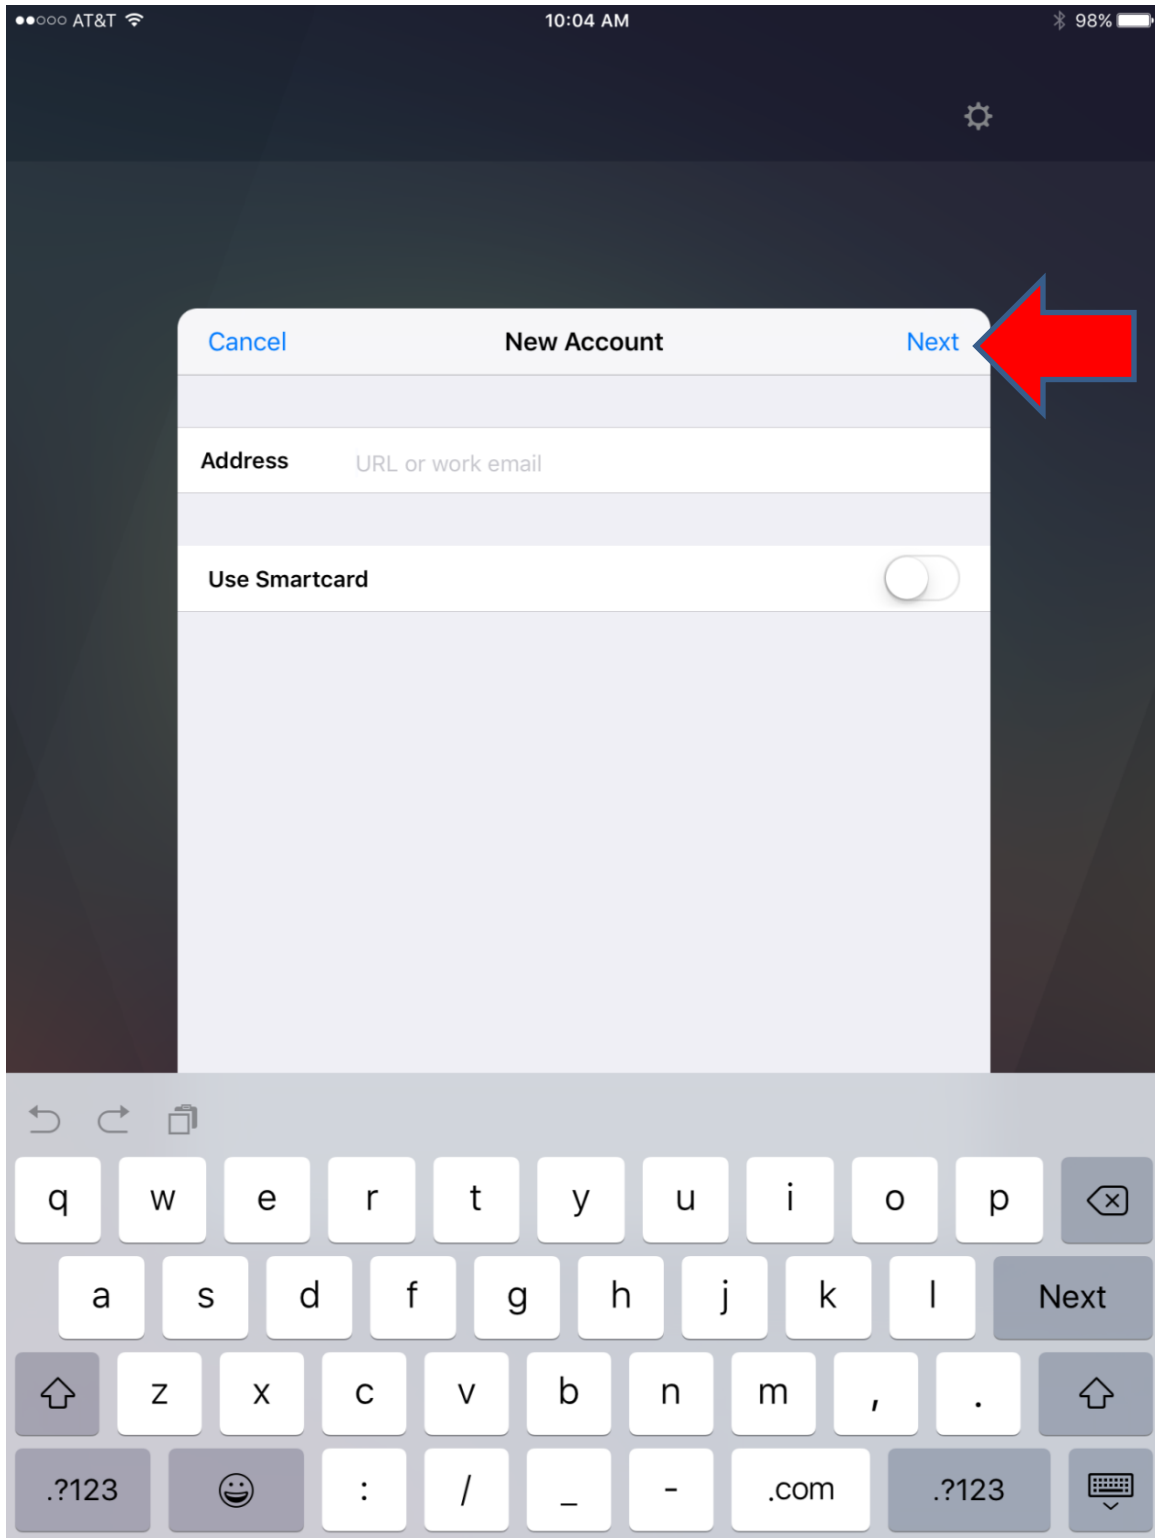 AT&T 10:04 AM 98%
Cancel New Account Next
Address URL or work email
Use Smartcard
q w e r t y u i o p
a s d f g h j k l Next
z x c v b n m , .
.?123 : / _ - .com .?123